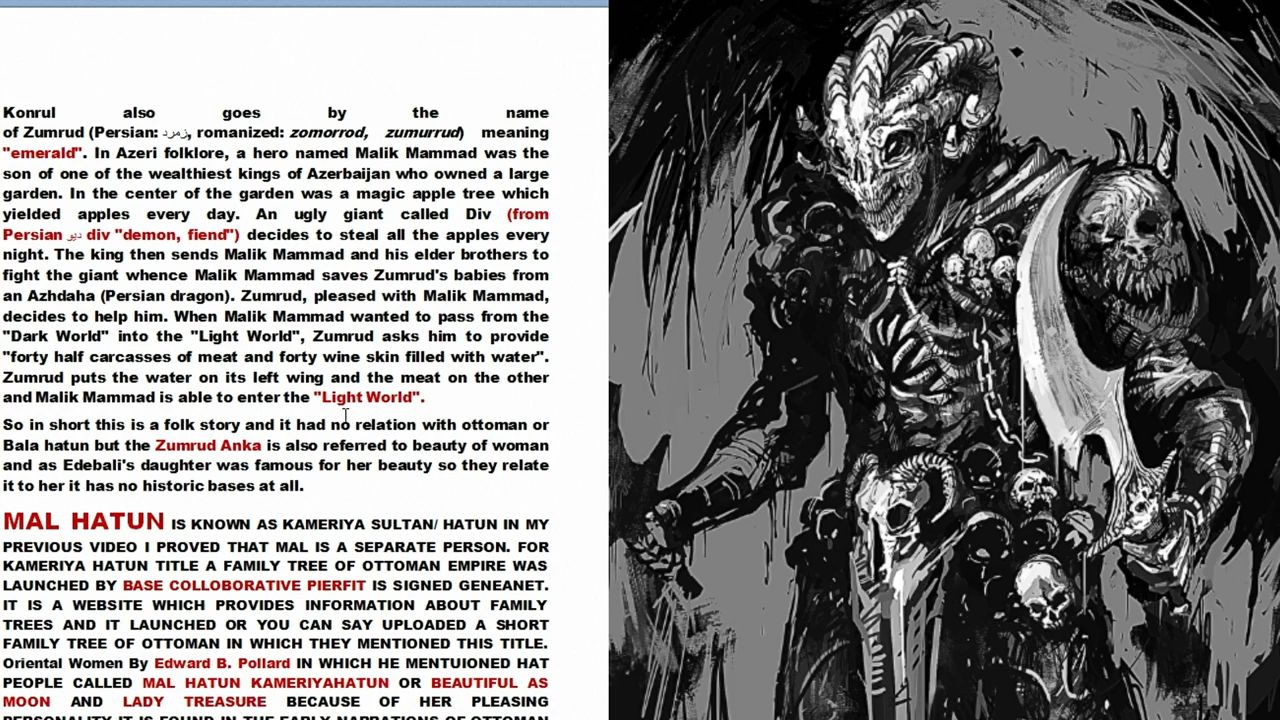 Konrul also goes by the name
of Zumrud (Persian: زمرد, romanized: zomorrod, zumurrud) meaning
"emerald". In Azeri folklore, a hero named Malik Mammad was the
son of one of the wealthiest kings of Azerbaijan who owned a large
garden. In the center of the garden was a magic apple tree which
yielded apples every day. An ugly giant called Div (from
Persian دیو div "demon, fiend") decides to steal all the apples every
night. The king then sends Malik Mammad and his elder brothers to
fight the giant whence Malik Mammad saves Zumrud's babies from
an Azhdaha (Persian dragon). Zumrud, pleased with Malik Mammad,
decides to help him. When Malik Mammad wanted to pass from the
"Dark World" into the "Light World", Zumrud asks him to provide
"forty half carcasses of meat and forty wine skin filled with water".
Zumrud puts the water on its left wing and the meat on the other
and Malik Mammad is able to enter the "Light World".
So in short this is a folk story and it had no relation with ottoman or
Bala hatun but the Zumrud Anka is also referred to beauty of woman
and as Edebali's daughter was famous for her beauty so they relate
it to her it has no historic bases at all.
MAL HATUN IS KNOWN AS KAMERIYA SULTAN/ HATUN IN MY
PREVIOUS VIDEO I PROVED THAT MAL IS A SEPARATE PERSON. FOR
KAMERIYA HATUN TITLE A FAMILY TREE OF OTTOMAN EMPIRE WAS
LAUNCHED BY BASE COLLOBORATIVE PIERFIT IS SIGNED GENEANET.
IT IS A WEBSITE WHICH PROVIDES INFORMATION ABOUT FAMILY
TREES AND IT LAUNCHED OR YOU CAN SAY UPLOADED A SHORT
FAMILY TREE OF OTTOMAN IN WHICH THEY MENTIONED THIS TITLE.
Oriental Women By Edward B. Pollard IN WHICH HE MENTUIONED HAT
PEOPLE CALLED MAL HATUN KAMERIYAHATUN OR BEAUTIFUL AS
MOON AND LADY TREASURE BECAUSE OF HER PLEASING
PERSONALITY IT IS FOUND IN THE EARLY NARRATIONS OF OTTOMAN